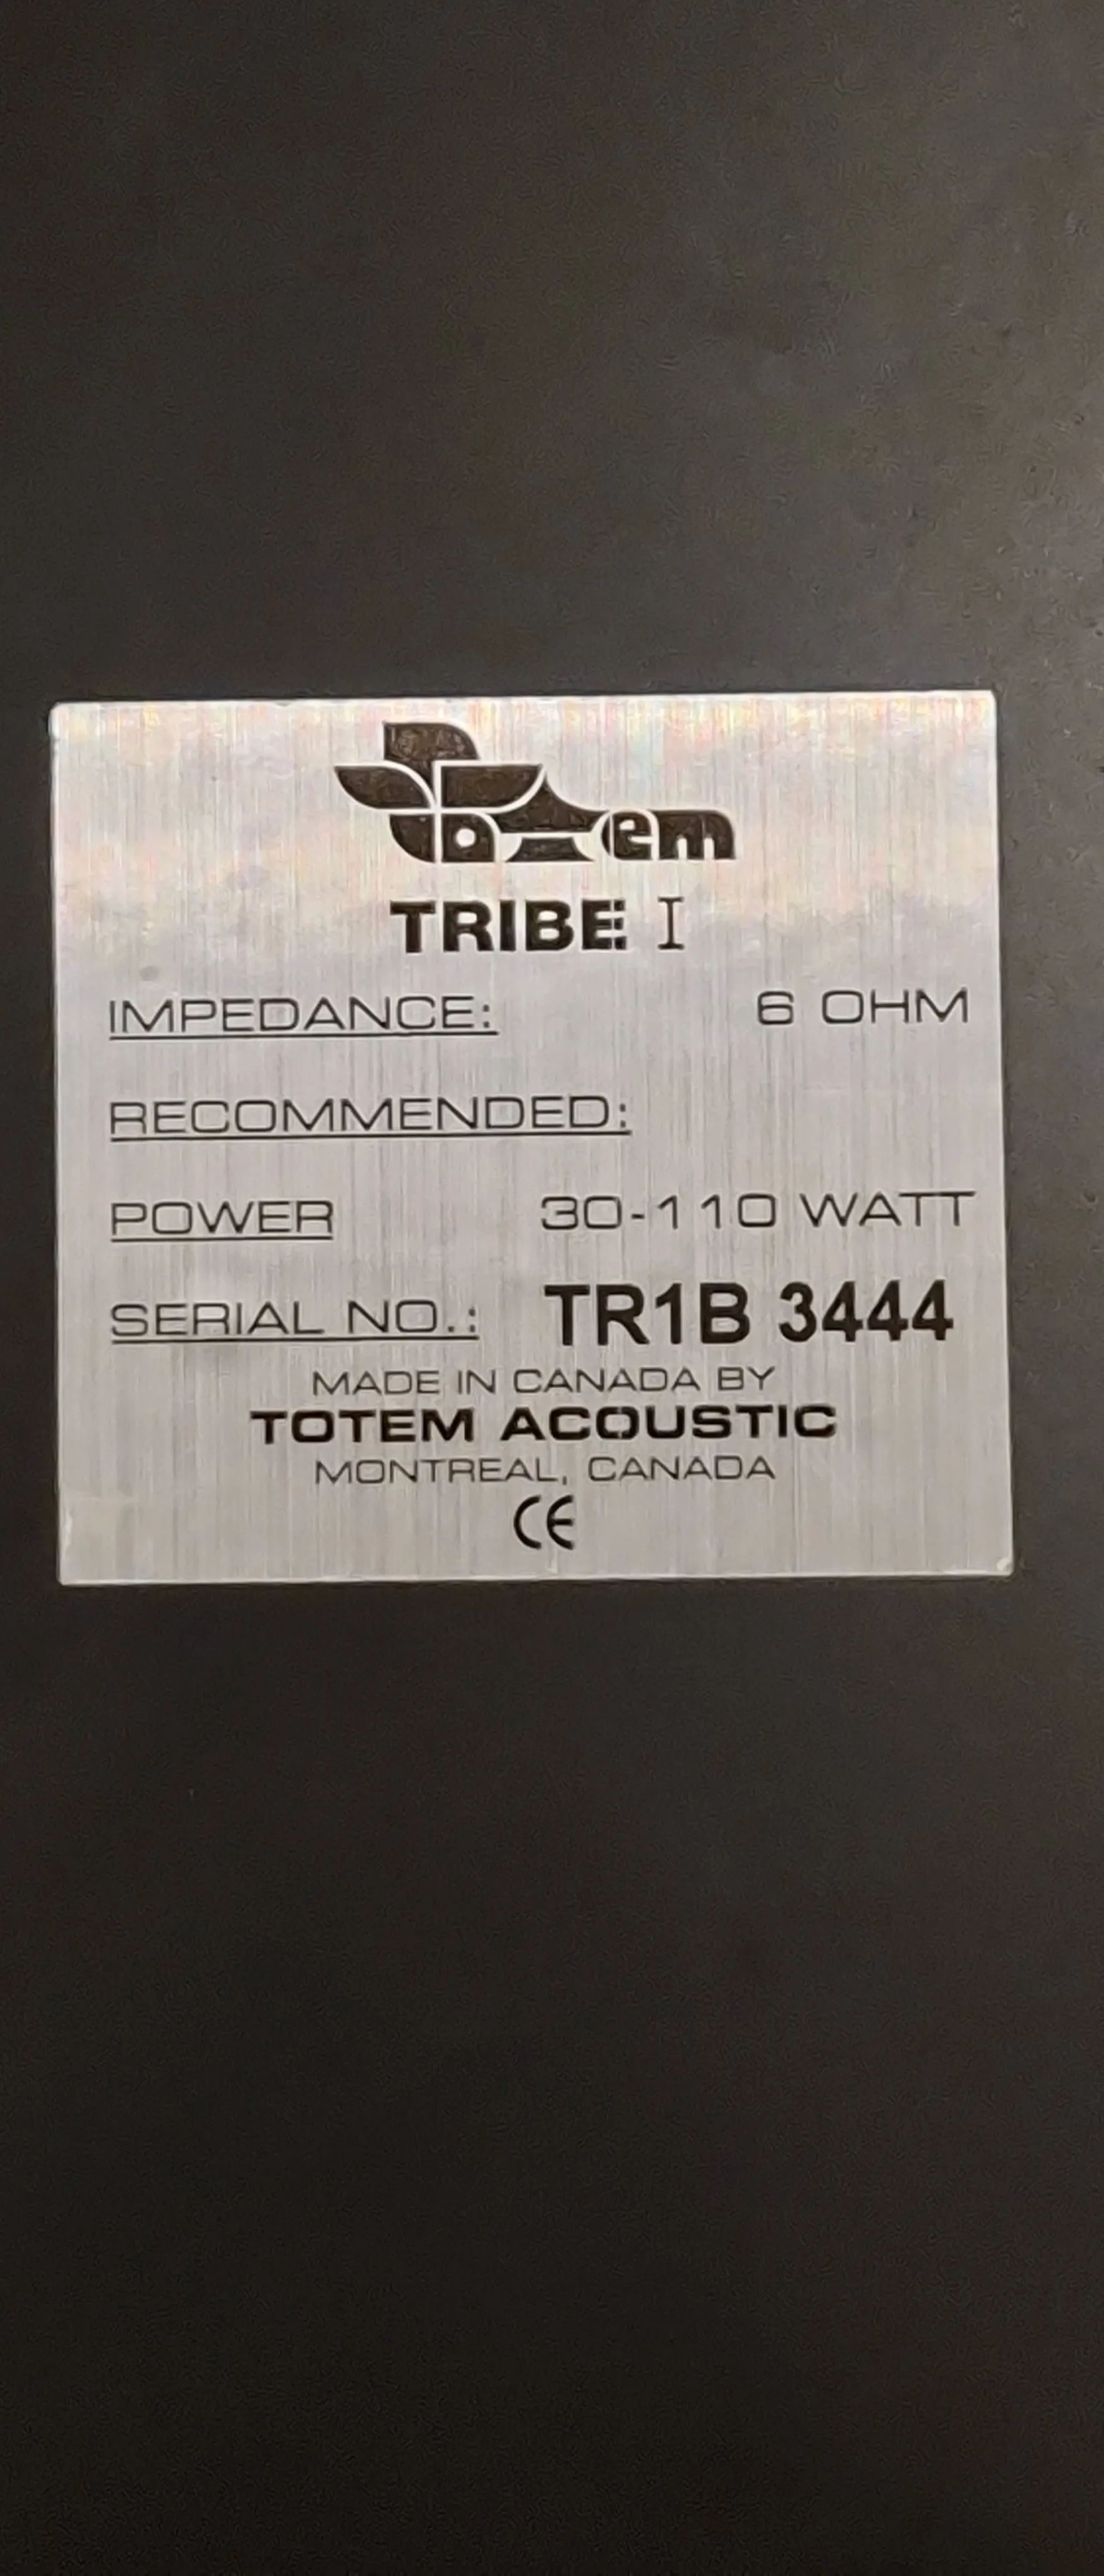 Totem
TRIBE I
IMPEDANCE: 6 OHM
RECOMMENDED:
POWER 30-110 WATT
SERIAL NO.: TR1B 3444
MADE IN CANADA BY
TOTEM ACOUSTIC
MONTREAL, CANADA
CE